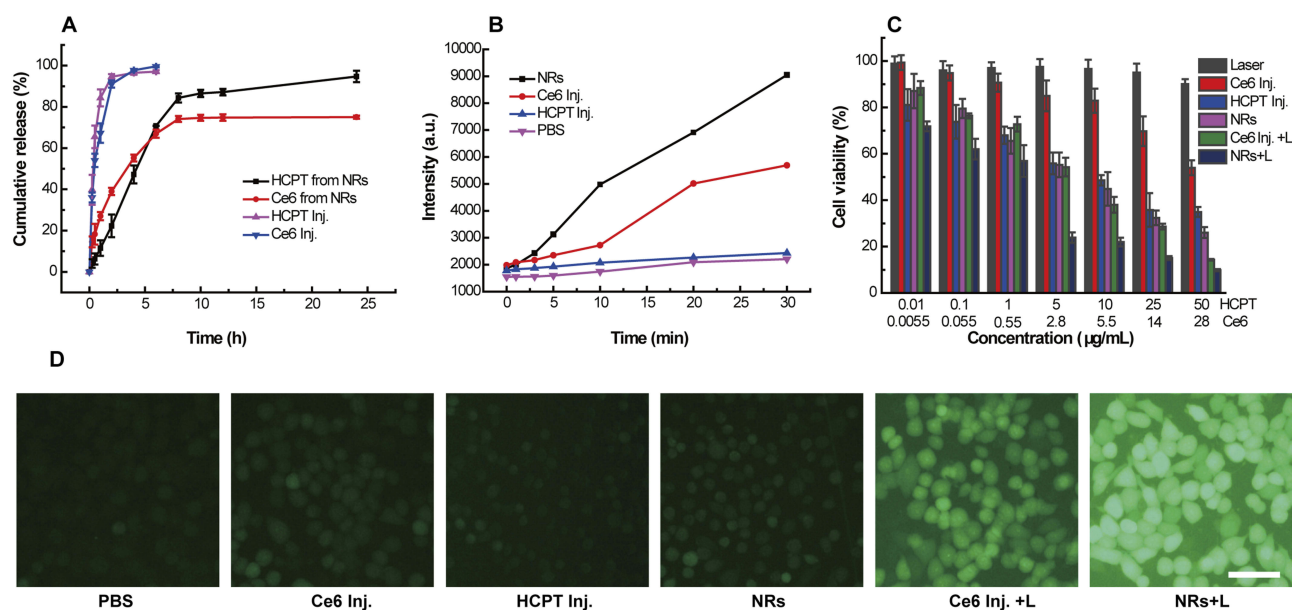 A
Cumulative release (%)
100
80
60
40
20
0
HCPT from NRs
Ce6 from NRs
HCPT Inj.
Ce6 Inj.
0 5 10 15 20 25
Time (h)
B
Intensity (a.u.)
10000
9000
8000
7000
6000
5000
4000
3000
2000
1000
NRs
Ce6 Inj.
HCPT Inj.
PBS
0 5 10 15 20 25 30
Time (min)
C
Cell viability (%)
100
80
60
40
20
0
Laser
Ce6 Inj.
HCPT Inj.
NRs
Ce6 Inj. +L
NRs+L
0.01 0.1 1 5 10 25 50 HCPT
0.0055 0.055 0.55 2.8 5.5 14 28 Ce6
Concentration ( μg/mL)
D
PBS Ce6 Inj. HCPT Inj. NRs Ce6 Inj. +L NRs+L